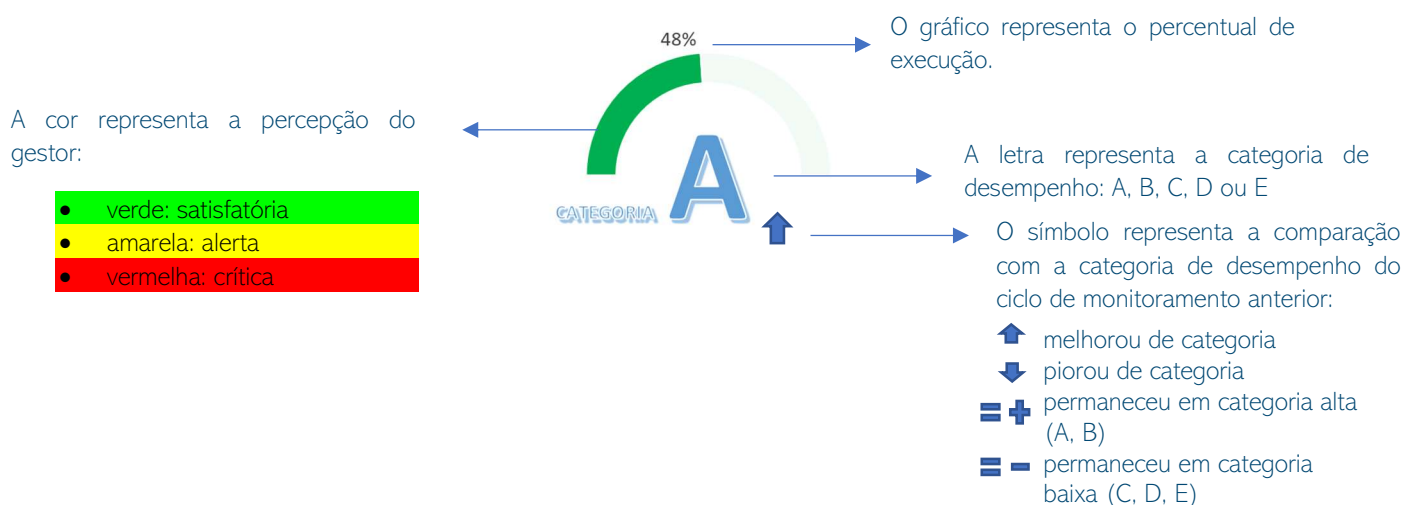 48%
O gráfico representa o percentual de
execução.
A cor representa a percepção do
gestor:
• verde: satisfatória
• amarela: alerta
• vermelha: crítica
CATEGORIA A
A letra representa a categoria de
desempenho: A, B, C, D ou E
O símbolo representa a comparação
com a categoria de desempenho do
ciclo de monitoramento anterior:
melhorou de categoria
piorou de categoria
permaneceu em categoria alta
(A, B)
permaneceu em categoria
baixa (C, D, E)